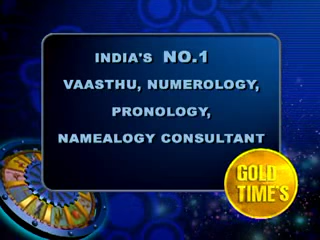 INDIA'S NO.1
VAASTHU, NUMEROLOGY,
PRONOLOGY,
NAMEALOGY CONSULTANT
GOLD
TIME'S